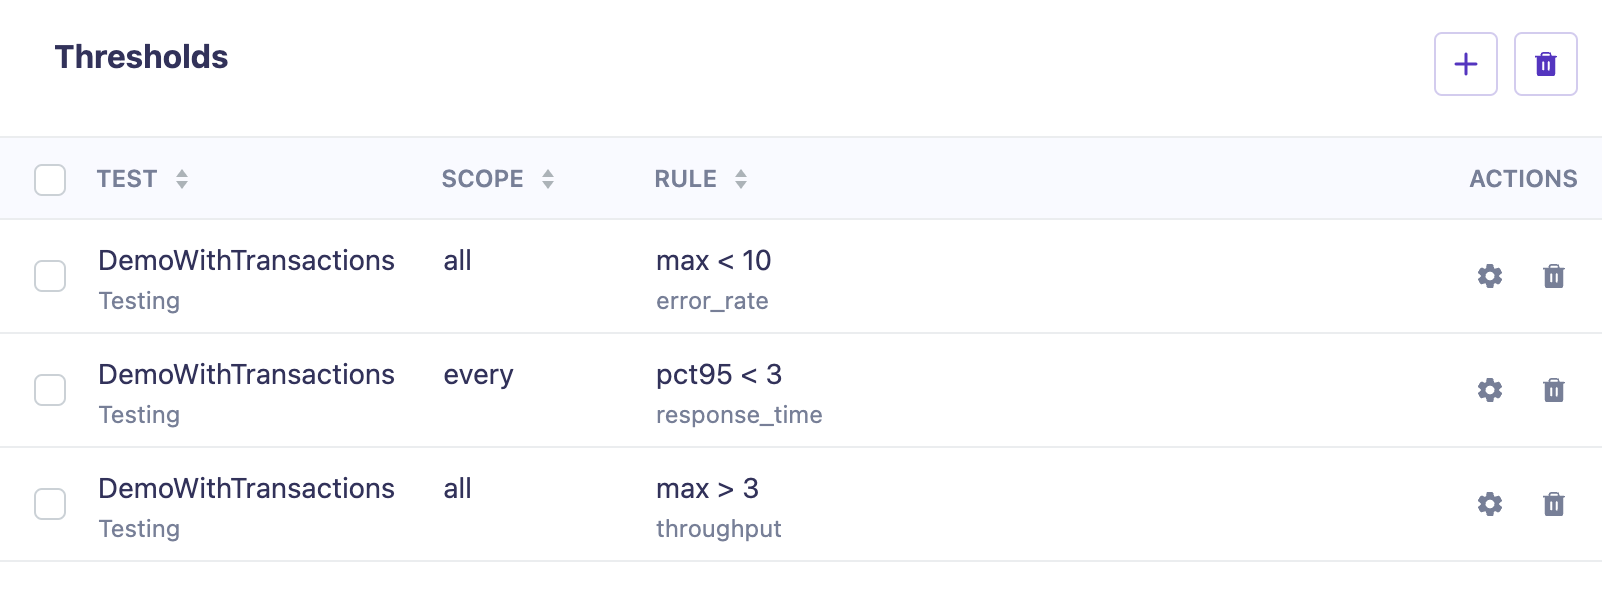 Thresholds
TEST SCOPE RULE ACTIONS
DemoWithTransactions all max < 10
Testing error_rate
DemoWithTransactions every pct95 < 3
Testing response_time
DemoWithTransactions all max > 3
Testing throughput